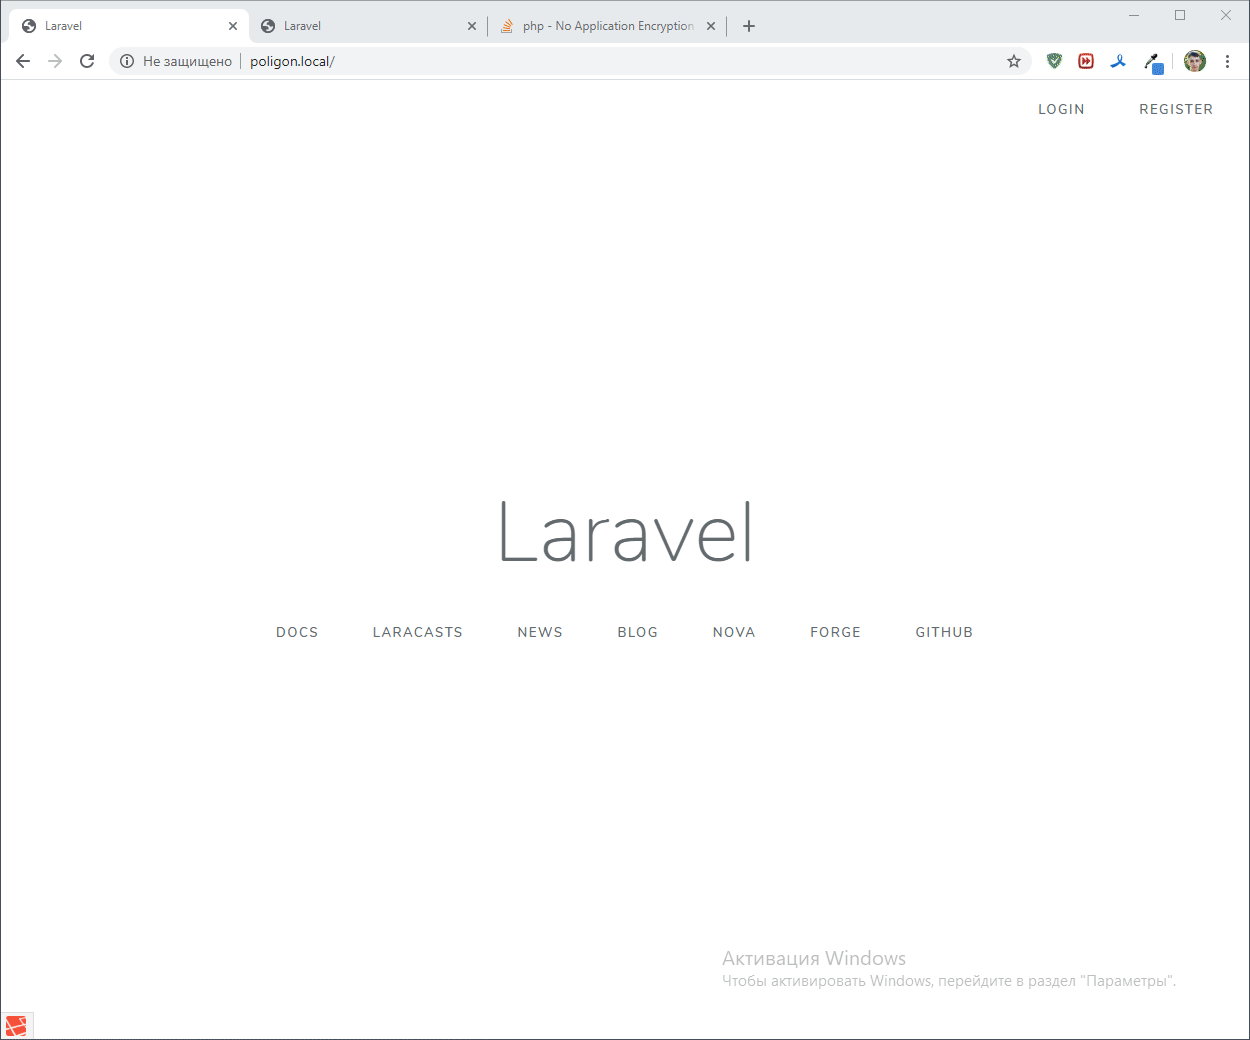 Laravel
Laravel
php - No Application Encryption
Не защищено
poligon.local/
LOGIN REGISTER
Laravel
DOCS LARACASTS NEWS BLOG NOVA FORGE GITHUB
Активация Windows
Чтобы активировать Windows, перейдите в раздел "Параметры".